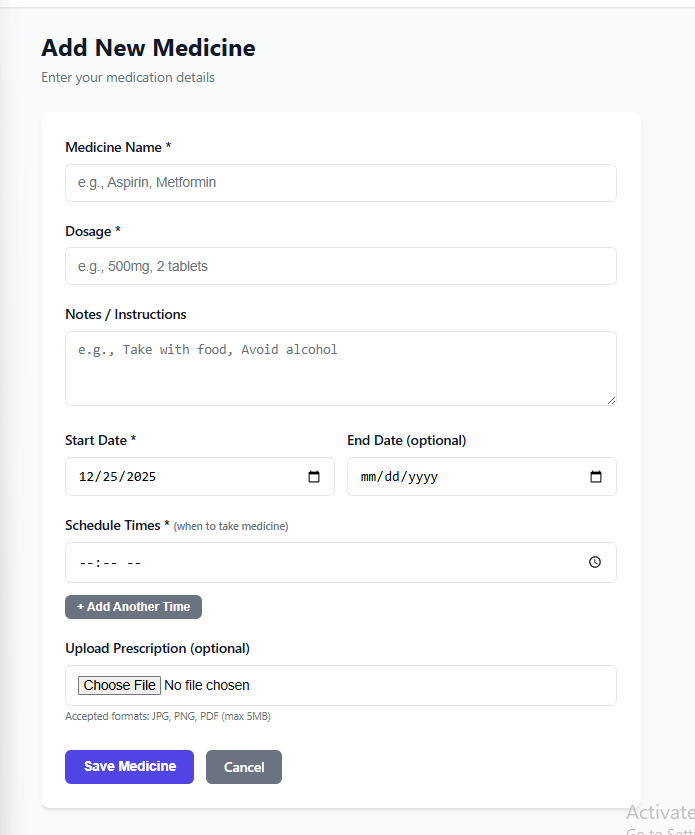 Add New Medicine
Enter your medication details
Medicine Name *
e.g., Aspirin, Metformin
Dosage *
e.g., 500mg, 2 tablets
Notes / Instructions
e.g., Take with food, Avoid alcohol
Start Date * End Date (optional)
12/25/2025 mm/dd/yyyy
Schedule Times * (when to take medicine)
--:-- --
+ Add Another Time
Upload Prescription (optional)
Choose File No file chosen
Accepted formats: JPG, PNG, PDF (max 5MB)
Save Medicine Cancel
Activate
Go to